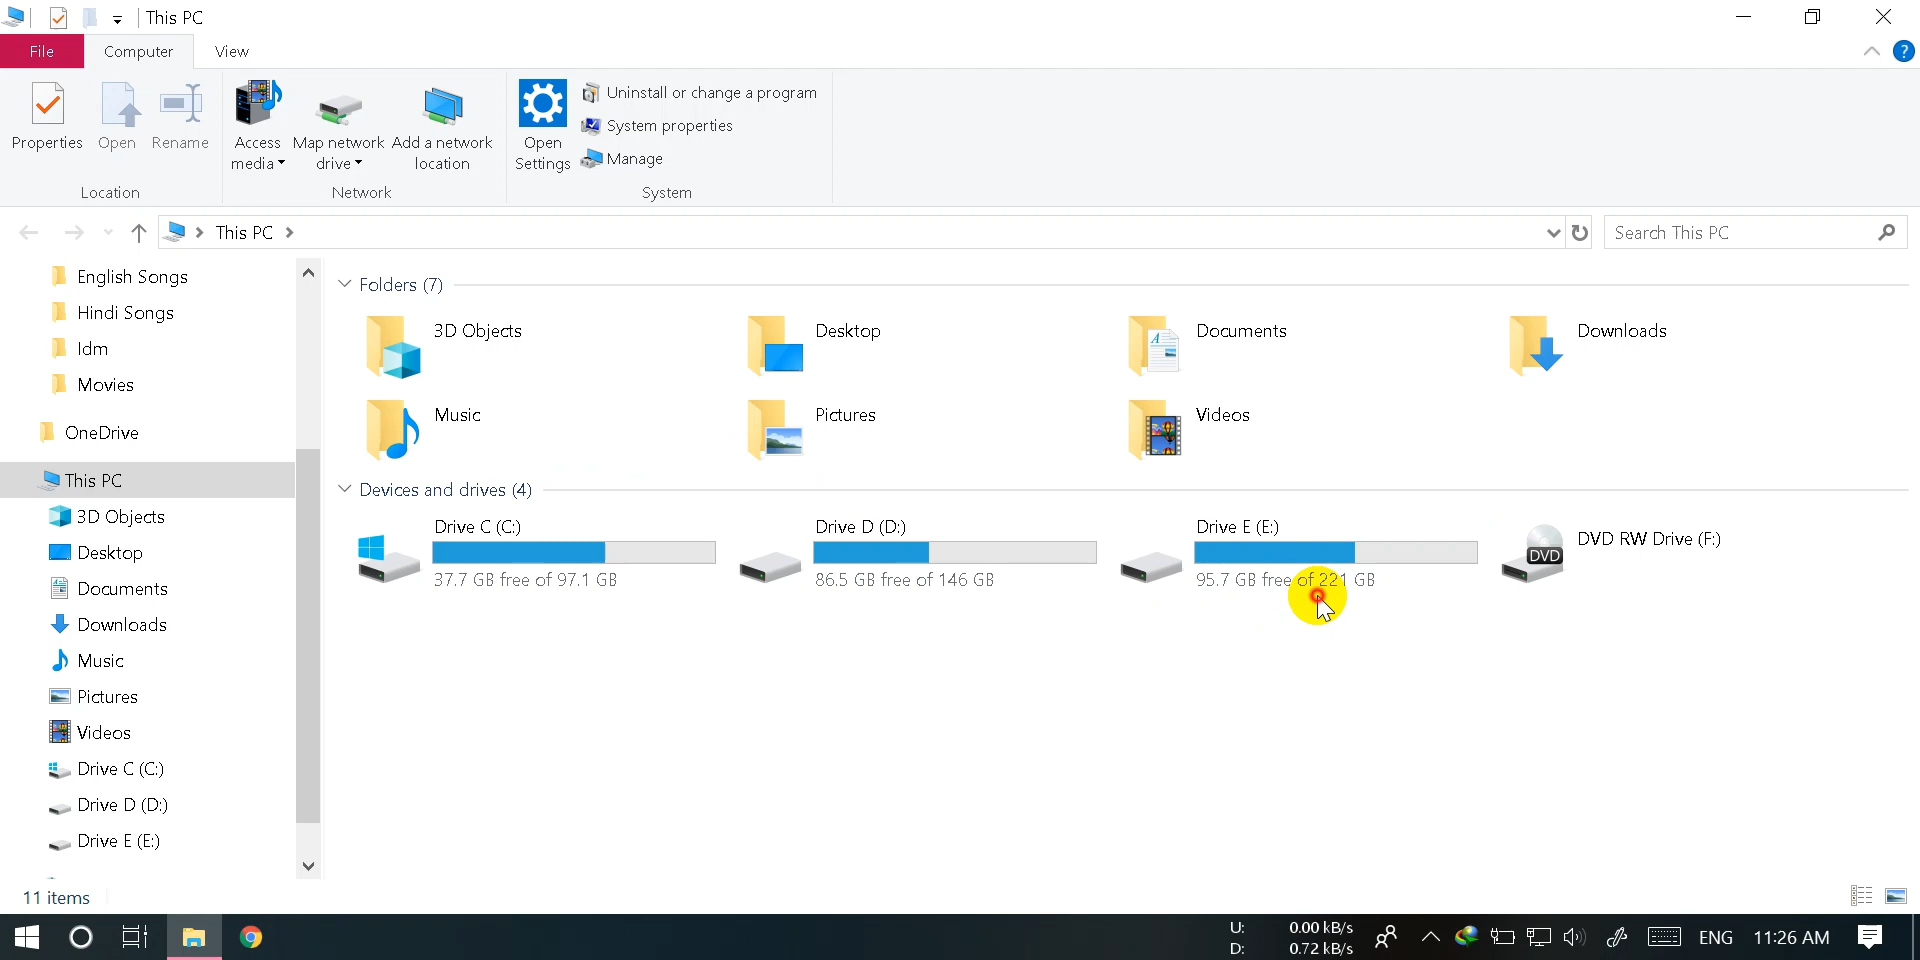 This PC
File Computer View
?
Properties Open Rename Access media Map network drive Add a network location Open Settings Uninstall or change a program
System properties
Manage
Location Network System
This PC
Search This PC
English Songs
Hindi Songs
Idm
Movies
OneDrive
This PC
3D Objects
Desktop
Documents
Downloads
Music
Pictures
Videos
Drive C (C:)
Drive D (D:)
Drive E (E:)
Folders (7)
3D Objects Desktop Documents Downloads
Music Pictures Videos
Devices and drives (4)
Drive C (C:) Drive D (D:) Drive E (E:) DVD RW Drive (F:)
DVD
37.7 GB free of 97.1 GB 86.5 GB free of 146 GB 95.7 GB free of 221 GB
11 items
U: 0.00 kB/s
D: 0.72 kB/s
ENG 11:26 AM